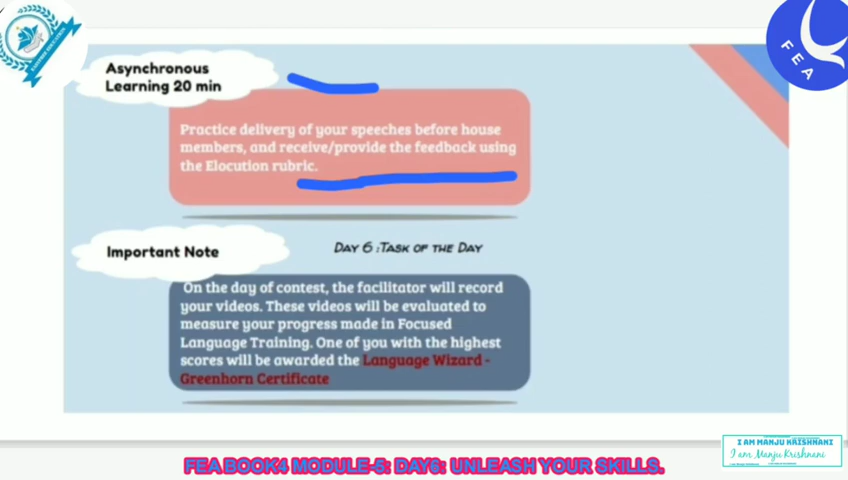 FEA
Asynchronous
Learning 20 min
Practice delivery of your speeches before house
members, and receive/provide the feedback using
the Elocution rubric.
Important Note
Day 6 :Task of the Day
On the day of contest, the facilitator will record
your videos. These videos will be evaluated to
measure your progress made in Focused
Language Training. One of you with the highest
scores will be awarded the Language Wizard -
Greenhorn Certificate
I AM MANJU KRISHNANI
I am Manju Krishnani
FEA BOOK4 MODULE-5: DAY6: UNLEASH YOUR SKILLS.